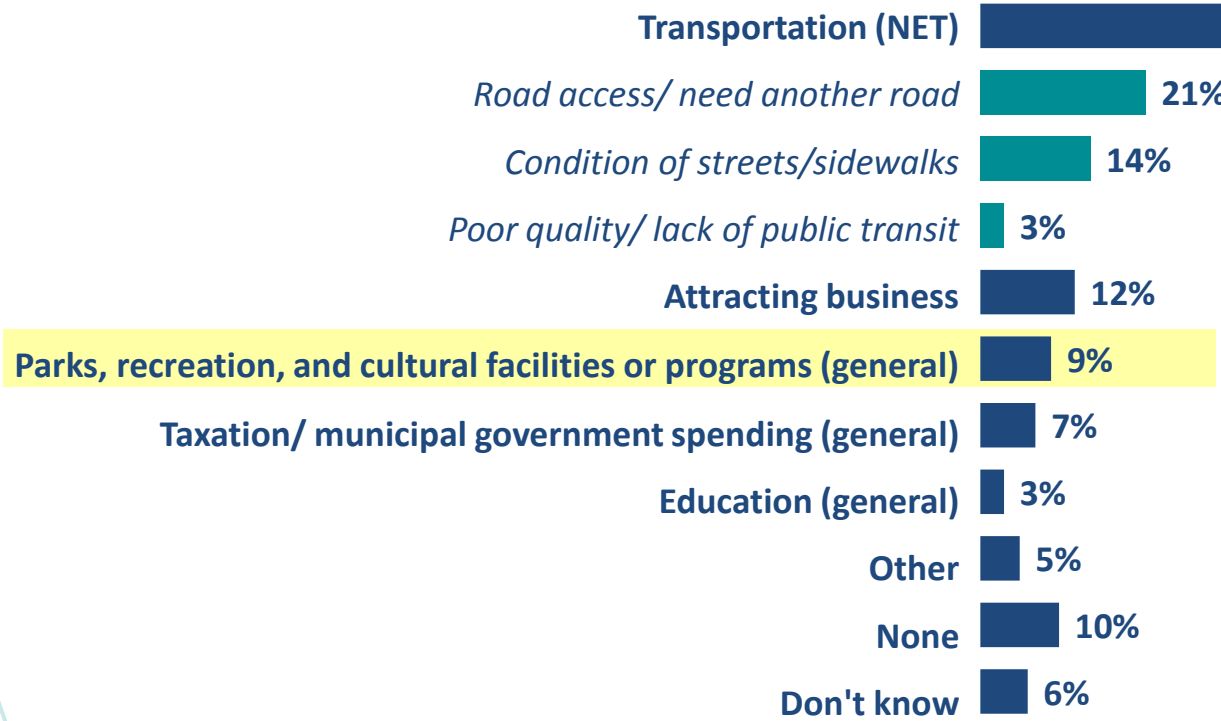 Transportation (NET)
Road access/ need another road 21%
Condition of streets/sidewalks 14%
Poor quality/ lack of public transit 3%
Attracting business 12%
Parks, recreation, and cultural facilities or programs (general) 9%
Taxation/ municipal government spending (general) 7%
Education (general) 3%
Other 5%
None 10%
Don't know 6%